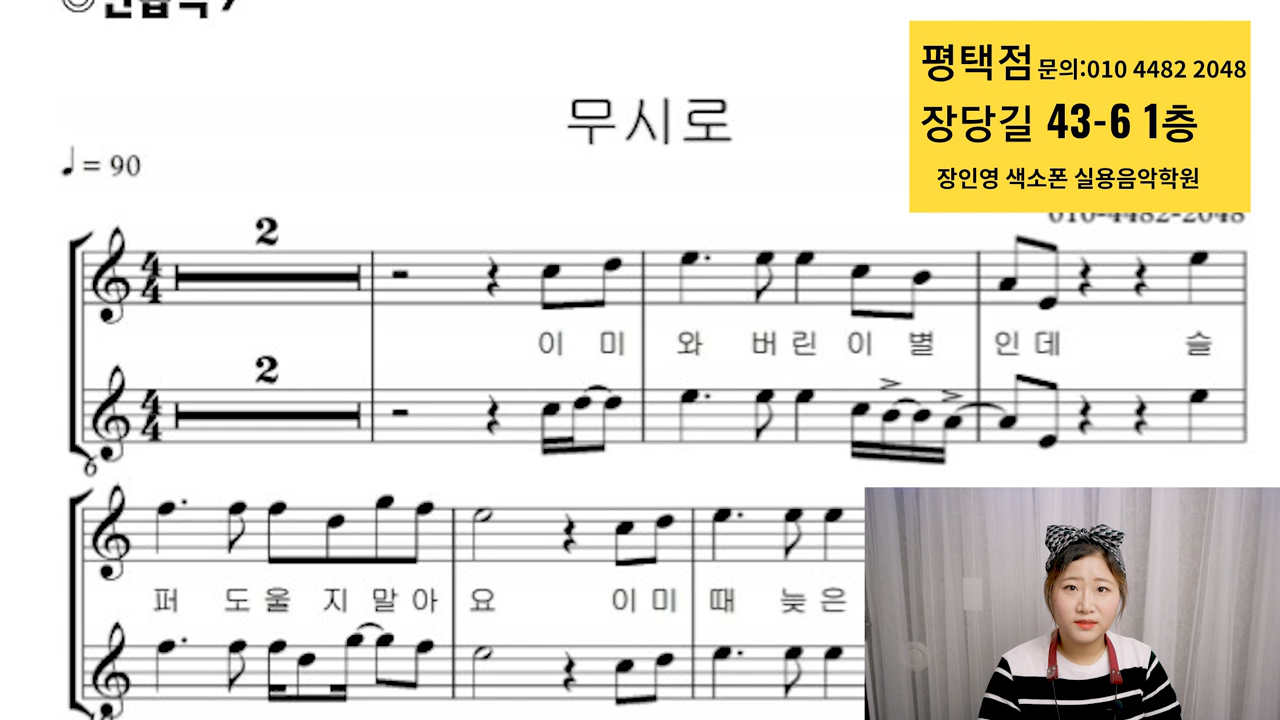 평택점 문의:010 4482 2048
장당길 43-6 1층
장인영 색소폰 실용음악학원
010-4482-2048
무시로
♩ = 90
2
이 미 와 버 린 이 별 인 데 슬
2
6
퍼 도 울 지 말 아 요 이 미 때 늦 은